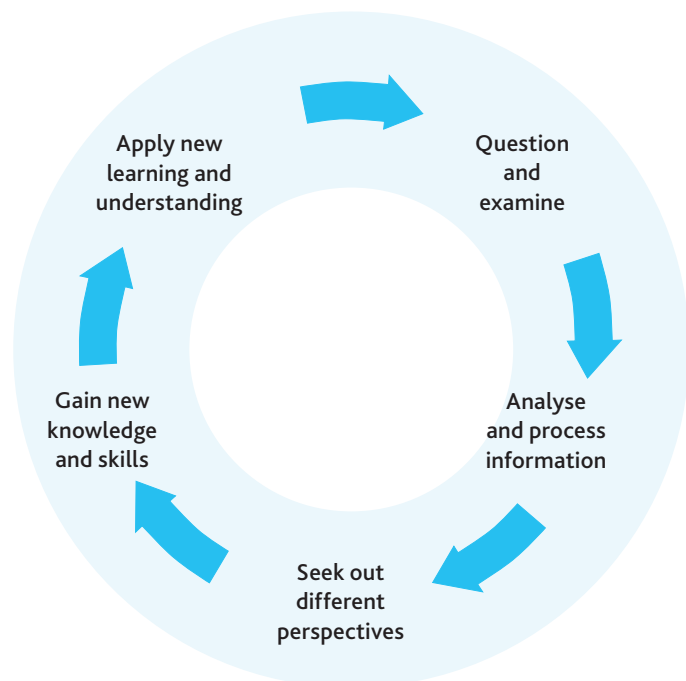 Apply new
learning and
understanding
Question
and
examine
Analyse
and process
information
Seek out
different
perspectives
Gain new
knowledge
and skills